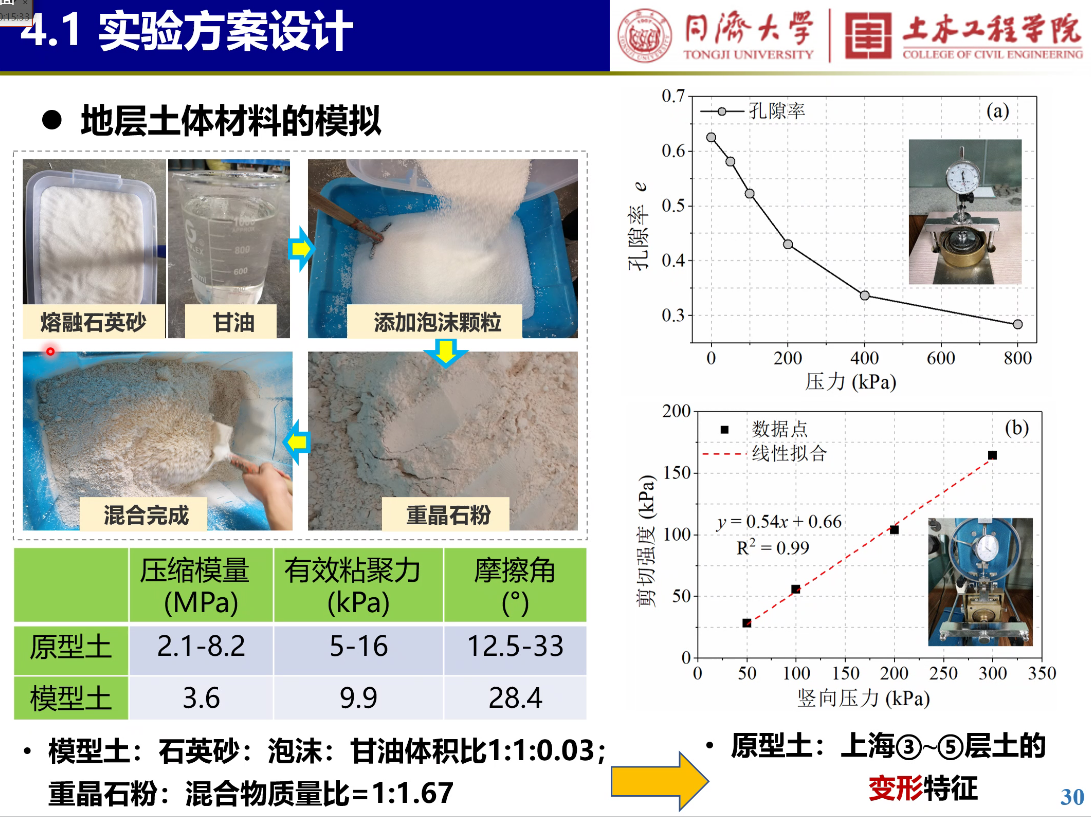 面
0:15:33
4.1 实验方案设计
同濟大学
TONGJI UNIVERSITY
土木工程学院
COLLEGE OF CIVIL ENGINEERING
● 地层土体材料的模拟
熔融石英砂
甘油
添加泡沫颗粒
混合完成
重晶石粉
压缩模量 (MPa) 有效粘聚力 (kPa) 摩擦角 (°)
原型土 2.1-8.2 5-16 12.5-33
模型土 3.6 9.9 28.4
• 模型土：石英砂：泡沫：甘油体积比1:1:0.03；
重晶石粉：混合物质量比=1:1.67
孔隙率
(a)
0.7
0.6
0.5
0.4
0.3
孔隙率 e
0 200 400 600 800
压力 (kPa)
数据点
线性拟合
(b)
y = 0.54x + 0.66
R² = 0.99
200
150
100
50
0
剪切强度 (kPa)
0 50 100 150 200 250 300 350
竖向压力 (kPa)
• 原型土：上海③~⑤层土的
变形特征
30